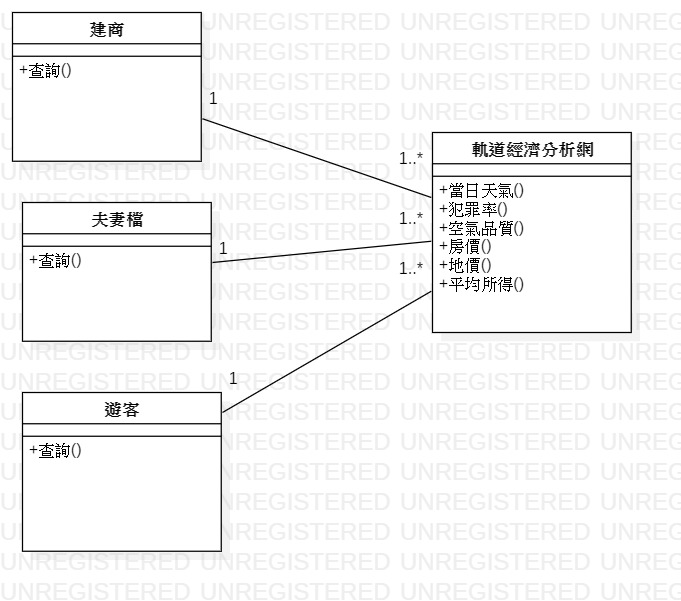 建商
+查詢()
1
1..*
夫妻檔
+查詢()
1
1..*
遊客
+查詢()
1
1..*
軌道經濟分析網
+當日天氣()
+犯罪率()
+空氣品質()
+房價()
+地價()
+平均所得()
UNREGISTERED